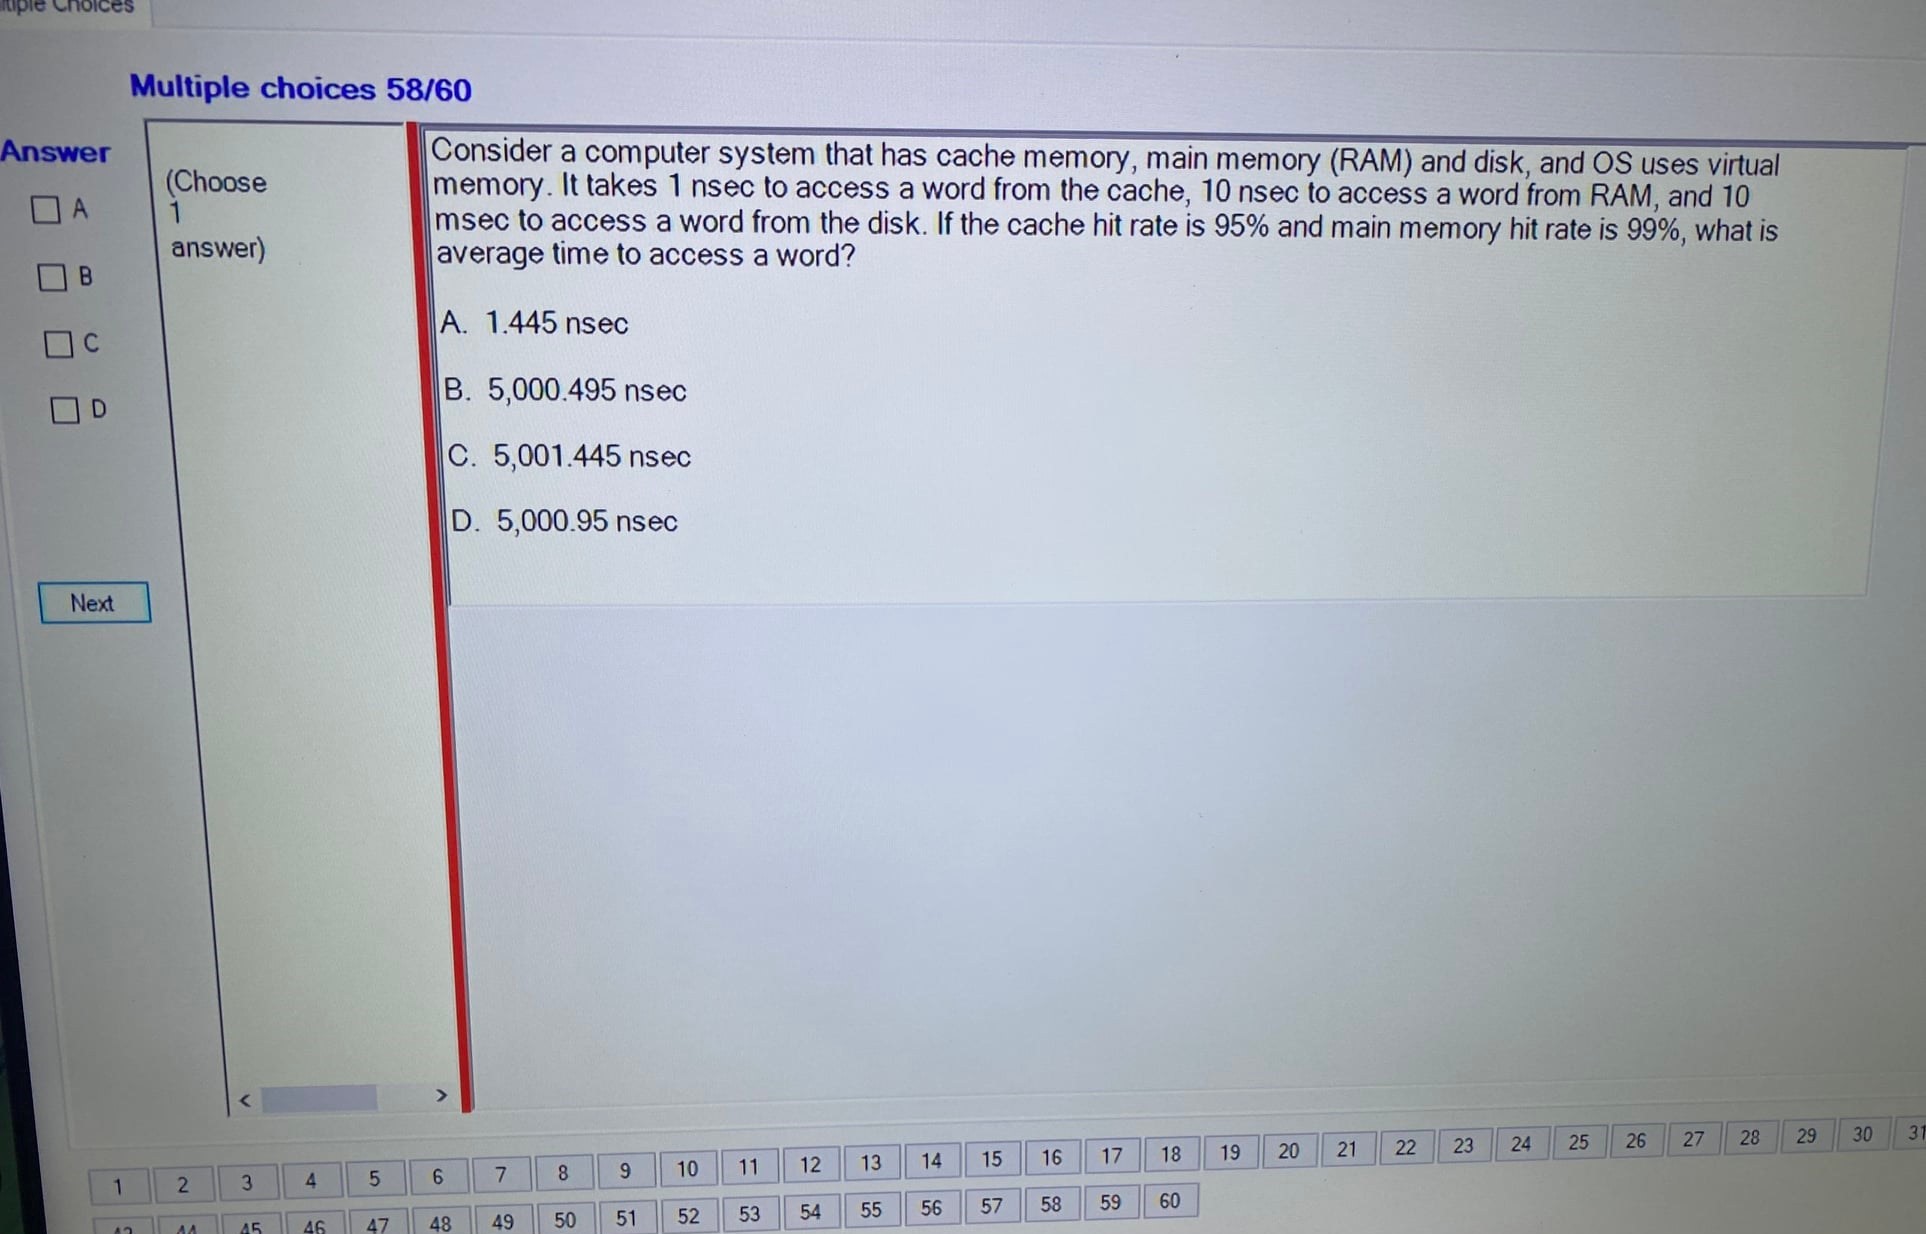 Multiple choices 58/60
Answer
A
B
C
D
Next
(Choose
1
answer)
Consider a computer system that has cache memory, main memory (RAM) and disk, and OS uses virtual
memory. It takes 1 nsec to access a word from the cache, 10 nsec to access a word from RAM, and 10
msec to access a word from the disk. If the cache hit rate is 95% and main memory hit rate is 99%, what is
average time to access a word?
A. 1.445 nsec
B. 5,000.495 nsec
C. 5,001.445 nsec
D. 5,000.95 nsec
< >
1 2 3 4 5 6 7 8 9 10 11 12 13 14 15 16 17 18 19 20 21 22 23 24 25 26 27 28 29 30 31
45 46 47 48 49 50 51 52 53 54 55 56 57 58 59 60